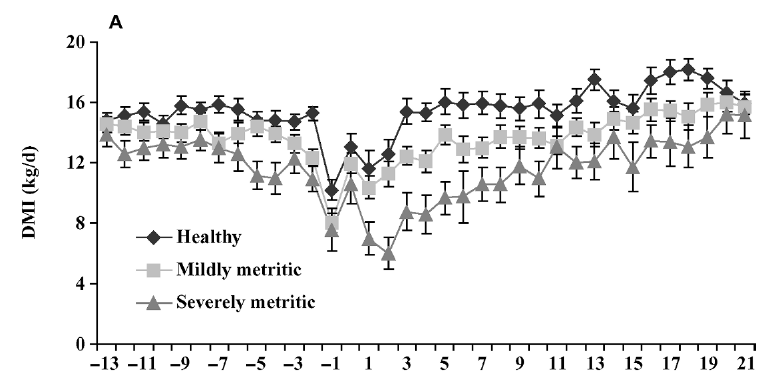 A
20
16
12
8
4
0
DMI (kg/d)
Healthy
Mildly metritic
Severely metritic
–13 –11 –9 –7 –5 –3 –1 1 3 5 7 9 11 13 15 17 19 21